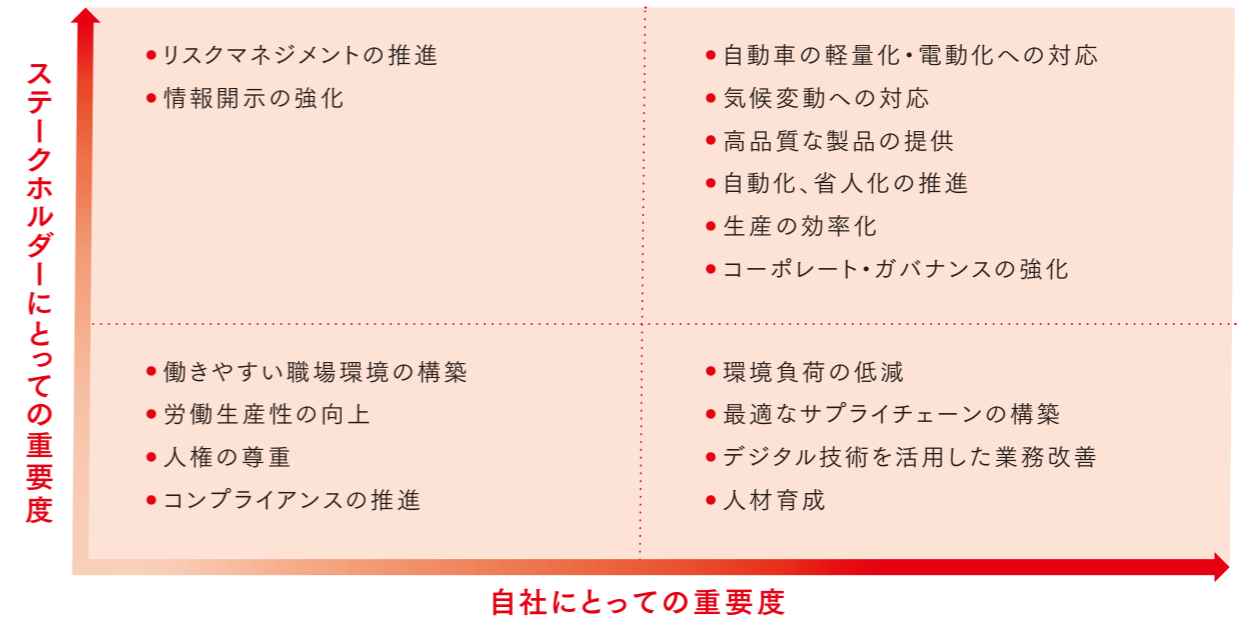 ステークホルダーにとっての重要度
●リスクマネジメントの推進
●情報開示の強化
●自動車の軽量化・電動化への対応
●気候変動への対応
●高品質な製品の提供
●自動化、省人化の推進
●生産の効率化
●コーポレート・ガバナンスの強化
●働きやすい職場環境の構築
●労働生産性の向上
●人権の尊重
●コンプライアンスの推進
●環境負荷の低減
●最適なサプライチェーンの構築
●デジタル技術を活用した業務改善
●人材育成
自社にとっての重要度